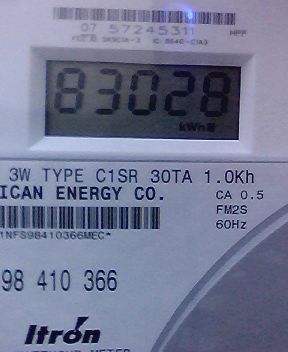 07 57245311
83028
kWh
3W TYPE C1SR 30TA 1.0Kh
ICAN ENERGY CO.
CA 0.5
FM2S
60Hz
1NFS98410366MEC*
98 410 366
Itron